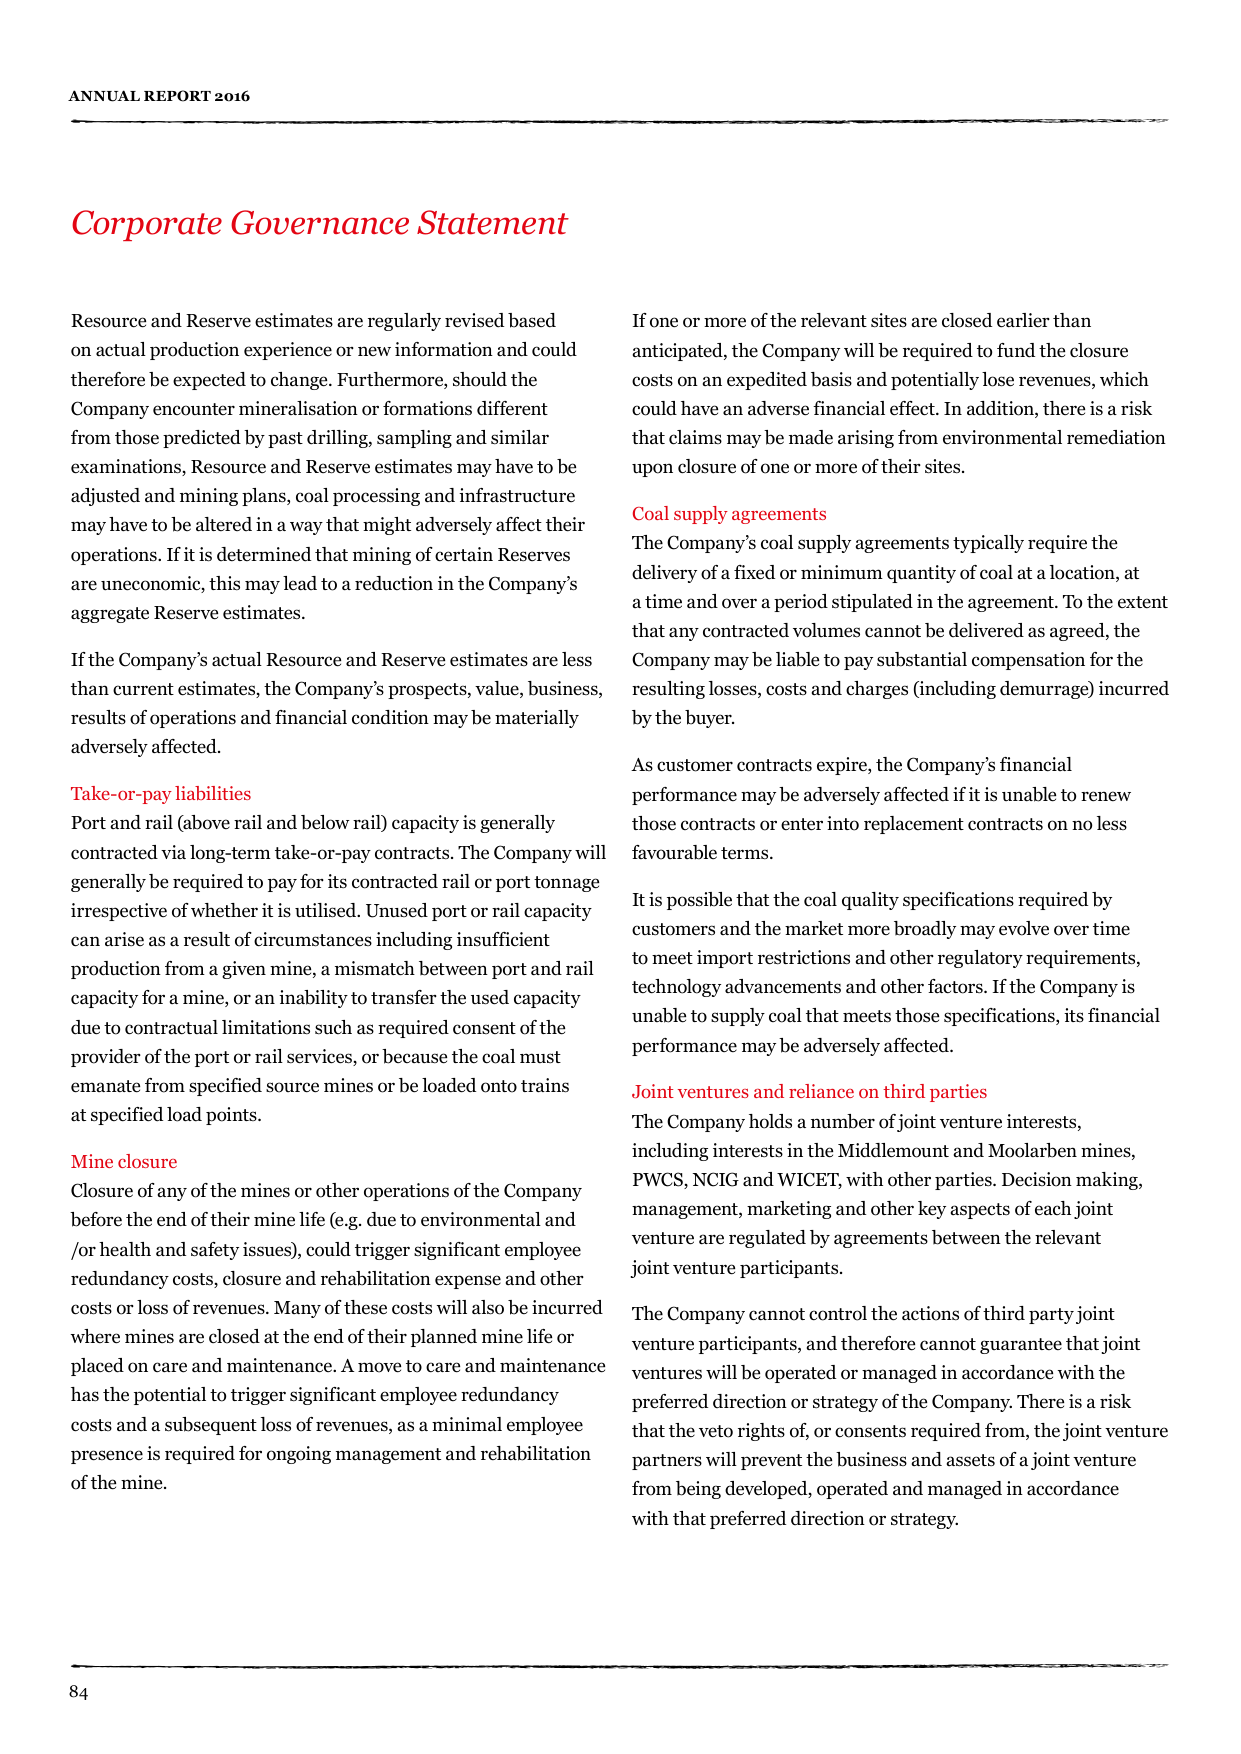 ANNUAL REPORT 2016
Corporate Governance Statement
Resource and Reserve estimates are regularly revised based
on actual production experience or new information and could
therefore be expected to change. Furthermore, should the
Company encounter mineralisation or formations different
from those predicted by past drilling, sampling and similar
examinations, Resource and Reserve estimates may have to be
adjusted and mining plans, coal processing and infrastructure
may have to be altered in a way that might adversely affect their
operations. If it is determined that mining of certain Reserves
are uneconomic, this may lead to a reduction in the Company’s
aggregate Reserve estimates.
If the Company’s actual Resource and Reserve estimates are less
than current estimates, the Company’s prospects, value, business,
results of operations and financial condition may be materially
adversely affected.
Take-or-pay liabilities
Port and rail (above rail and below rail) capacity is generally
contracted via long-term take-or-pay contracts. The Company will
generally be required to pay for its contracted rail or port tonnage
irrespective of whether it is utilised. Unused port or rail capacity
can arise as a result of circumstances including insufficient
production from a given mine, a mismatch between port and rail
capacity for a mine, or an inability to transfer the used capacity
due to contractual limitations such as required consent of the
provider of the port or rail services, or because the coal must
emanate from specified source mines or be loaded onto trains
at specified load points.
Mine closure
Closure of any of the mines or other operations of the Company
before the end of their mine life (e.g. due to environmental and
/or health and safety issues), could trigger significant employee
redundancy costs, closure and rehabilitation expense and other
costs or loss of revenues. Many of these costs will also be incurred
where mines are closed at the end of their planned mine life or
placed on care and maintenance. A move to care and maintenance
has the potential to trigger significant employee redundancy
costs and a subsequent loss of revenues, as a minimal employee
presence is required for ongoing management and rehabilitation
of the mine.
If one or more of the relevant sites are closed earlier than
anticipated, the Company will be required to fund the closure
costs on an expedited basis and potentially lose revenues, which
could have an adverse financial effect. In addition, there is a risk
that claims may be made arising from environmental remediation
upon closure of one or more of their sites.
Coal supply agreements
The Company’s coal supply agreements typically require the
delivery of a fixed or minimum quantity of coal at a location, at
a time and over a period stipulated in the agreement. To the extent
that any contracted volumes cannot be delivered as agreed, the
Company may be liable to pay substantial compensation for the
resulting losses, costs and charges (including demurrage) incurred
by the buyer.
As customer contracts expire, the Company’s financial
performance may be adversely affected if it is unable to renew
those contracts or enter into replacement contracts on no less
favourable terms.
It is possible that the coal quality specifications required by
customers and the market more broadly may evolve over time
to meet import restrictions and other regulatory requirements,
technology advancements and other factors. If the Company is
unable to supply coal that meets those specifications, its financial
performance may be adversely affected.
Joint ventures and reliance on third parties
The Company holds a number of joint venture interests,
including interests in the Middlemount and Moolarben mines,
PWCS, NCIG and WICET, with other parties. Decision making,
management, marketing and other key aspects of each joint
venture are regulated by agreements between the relevant
joint venture participants.
The Company cannot control the actions of third party joint
venture participants, and therefore cannot guarantee that joint
ventures will be operated or managed in accordance with the
preferred direction or strategy of the Company. There is a risk
that the veto rights of, or consents required from, the joint venture
partners will prevent the business and assets of a joint venture
from being developed, operated and managed in accordance
with that preferred direction or strategy.
84